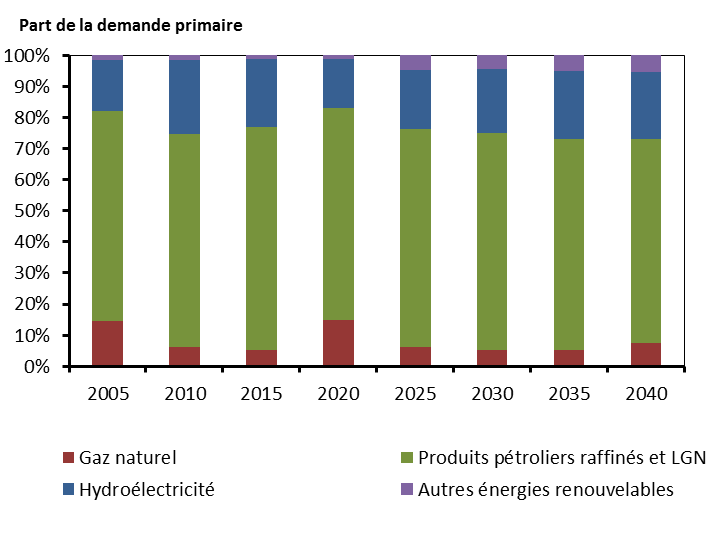 Part de la demande primaire
100%
90%
80%
70%
60%
50%
40%
30%
20%
10%
0%
2005 2010 2015 2020 2025 2030 2035 2040
Gaz naturel Produits pétroliers raffinés et LGN
Hydroélectricité Autres énergies renouvelables